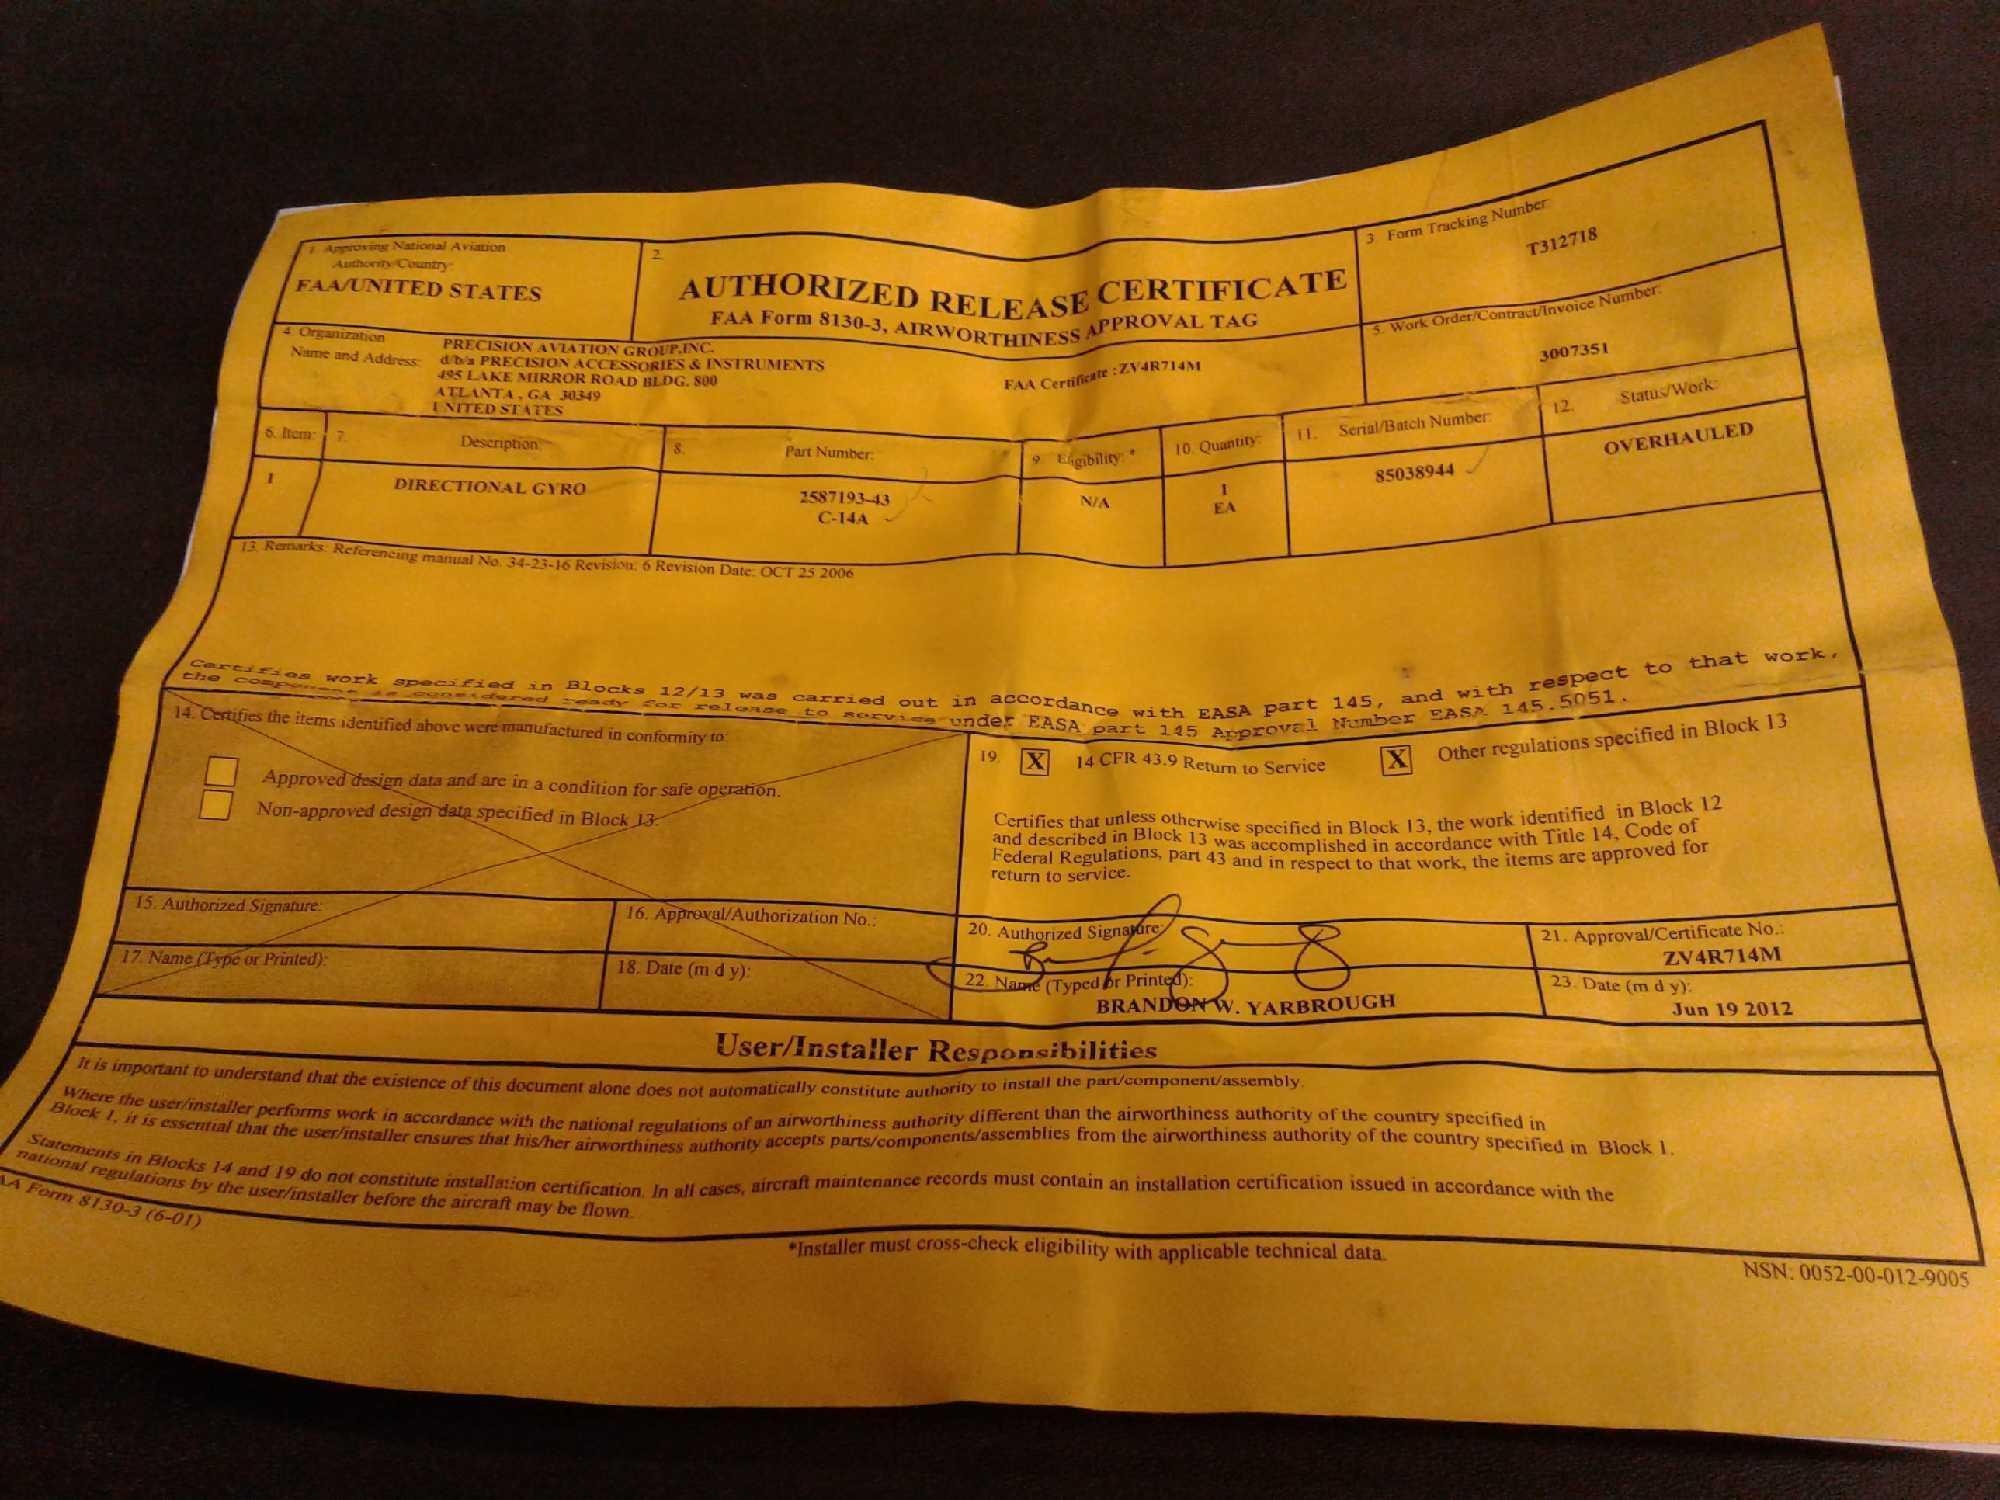 1. Approving National Aviation
Authority/Country:
FAA/UNITED STATES
2.
AUTHORIZED RELEASE CERTIFICATE
FAA Form 8130-3, AIRWORTHINESS APPROVAL TAG
3 Form Tracking Number:
T312718
4. Organization
Name and Address:
PRECISION AVIATION GROUP,INC.
d/b/a PRECISION ACCESSORIES & INSTRUMENTS
495 LAKE MIRROR ROAD BLDG. 800
ATLANTA , GA 30349
UNITED STATES
FAA Certificate : ZV4R714M
5. Work Order/Contract/Invoice Number:
3007351
6. Item: 7. Description: 8. Part Number: 9. Eligibility: * 10. Quantity: 11. Serial/Batch Number: 12. Status/Work:
1 DIRECTIONAL GYRO 2587193-43 N/A 1 85038944 OVERHAULED
C-14A EA
13. Remarks: Referencing manual No. 34-23-16 Revision: 6 Revision Date: OCT 25 2006
Certifies work specified in Blocks 12/13 was carried out in accordance with EASA part 145, and with respect to that work,
the component is considered ready for release to service under EASA part 145 Approval Number EASA 145.5051.
14. Certifies the items identified above were manufactured in conformity to:
Approved design data and are in a condition for safe operation.
Non-approved design data specified in Block 13.
19. X 14 CFR 43.9 Return to Service X Other regulations specified in Block 13
Certifies that unless otherwise specified in Block 13, the work identified in Block 12
and described in Block 13 was accomplished in accordance with Title 14, Code of
Federal Regulations, part 43 and in respect to that work, the items are approved for
return to service.
15. Authorized Signature: 16. Approval/Authorization No.:
17. Name (Type or Printed): 18. Date (m d y):
20. Authorized Signature:
21. Approval/Certificate No.:
ZV4R714M
22. Name (Typed or Printed):
BRANDON W. YARBROUGH
23. Date (m d y):
Jun 19 2012
User/Installer Responsibilities
It is important to understand that the existence of this document alone does not automatically constitute authority to install the part/component/assembly.
Where the user/installer performs work in accordance with the national regulations of an airworthiness authority different than the airworthiness authority of the country specified in
Block 1, it is essential that the user/installer ensures that his/her airworthiness authority accepts parts/components/assemblies from the airworthiness authority of the country specified in Block 1.
Statements in Blocks 14 and 19 do not constitute installation certification. In all cases, aircraft maintenance records must contain an installation certification issued in accordance with the
national regulations by the user/installer before the aircraft may be flown.
AA Form 8130-3 (6-01)
*Installer must cross-check eligibility with applicable technical data.
NSN: 0052-00-012-9005